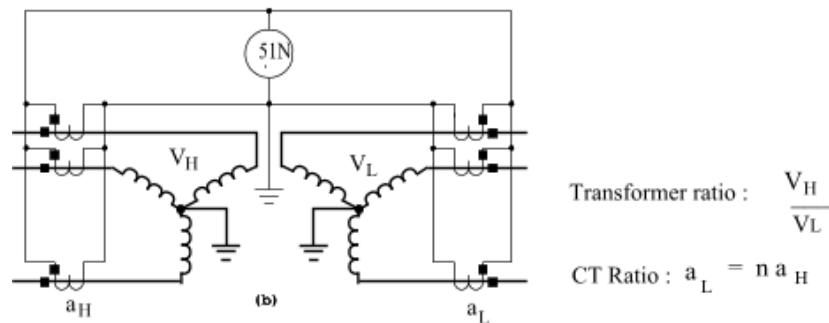 51N
V_H
V_L
Transformer ratio : V_H / V_L
CT Ratio : a_L = n a_H
a_H
(b)
a_L